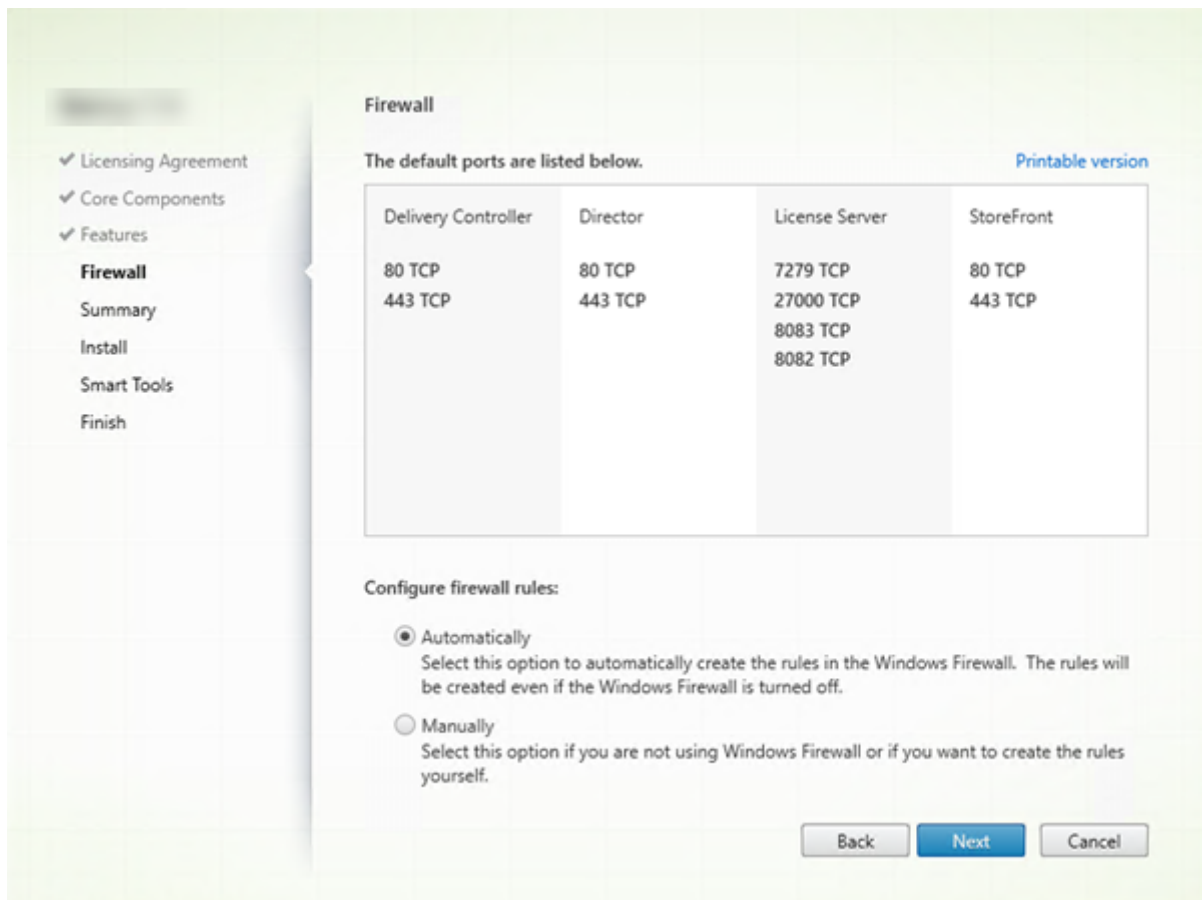 Licensing Agreement
Core Components
Features
Firewall
Summary
Install
Smart Tools
Finish
Firewall
The default ports are listed below.
Printable version
Delivery Controller Director License Server StoreFront
80 TCP 80 TCP 7279 TCP 80 TCP
443 TCP 443 TCP 27000 TCP 443 TCP
8083 TCP
8082 TCP
Configure firewall rules:
Automatically
Select this option to automatically create the rules in the Windows Firewall. The rules will
be created even if the Windows Firewall is turned off.
Manually
Select this option if you are not using Windows Firewall or if you want to create the rules
yourself.
Back Next Cancel